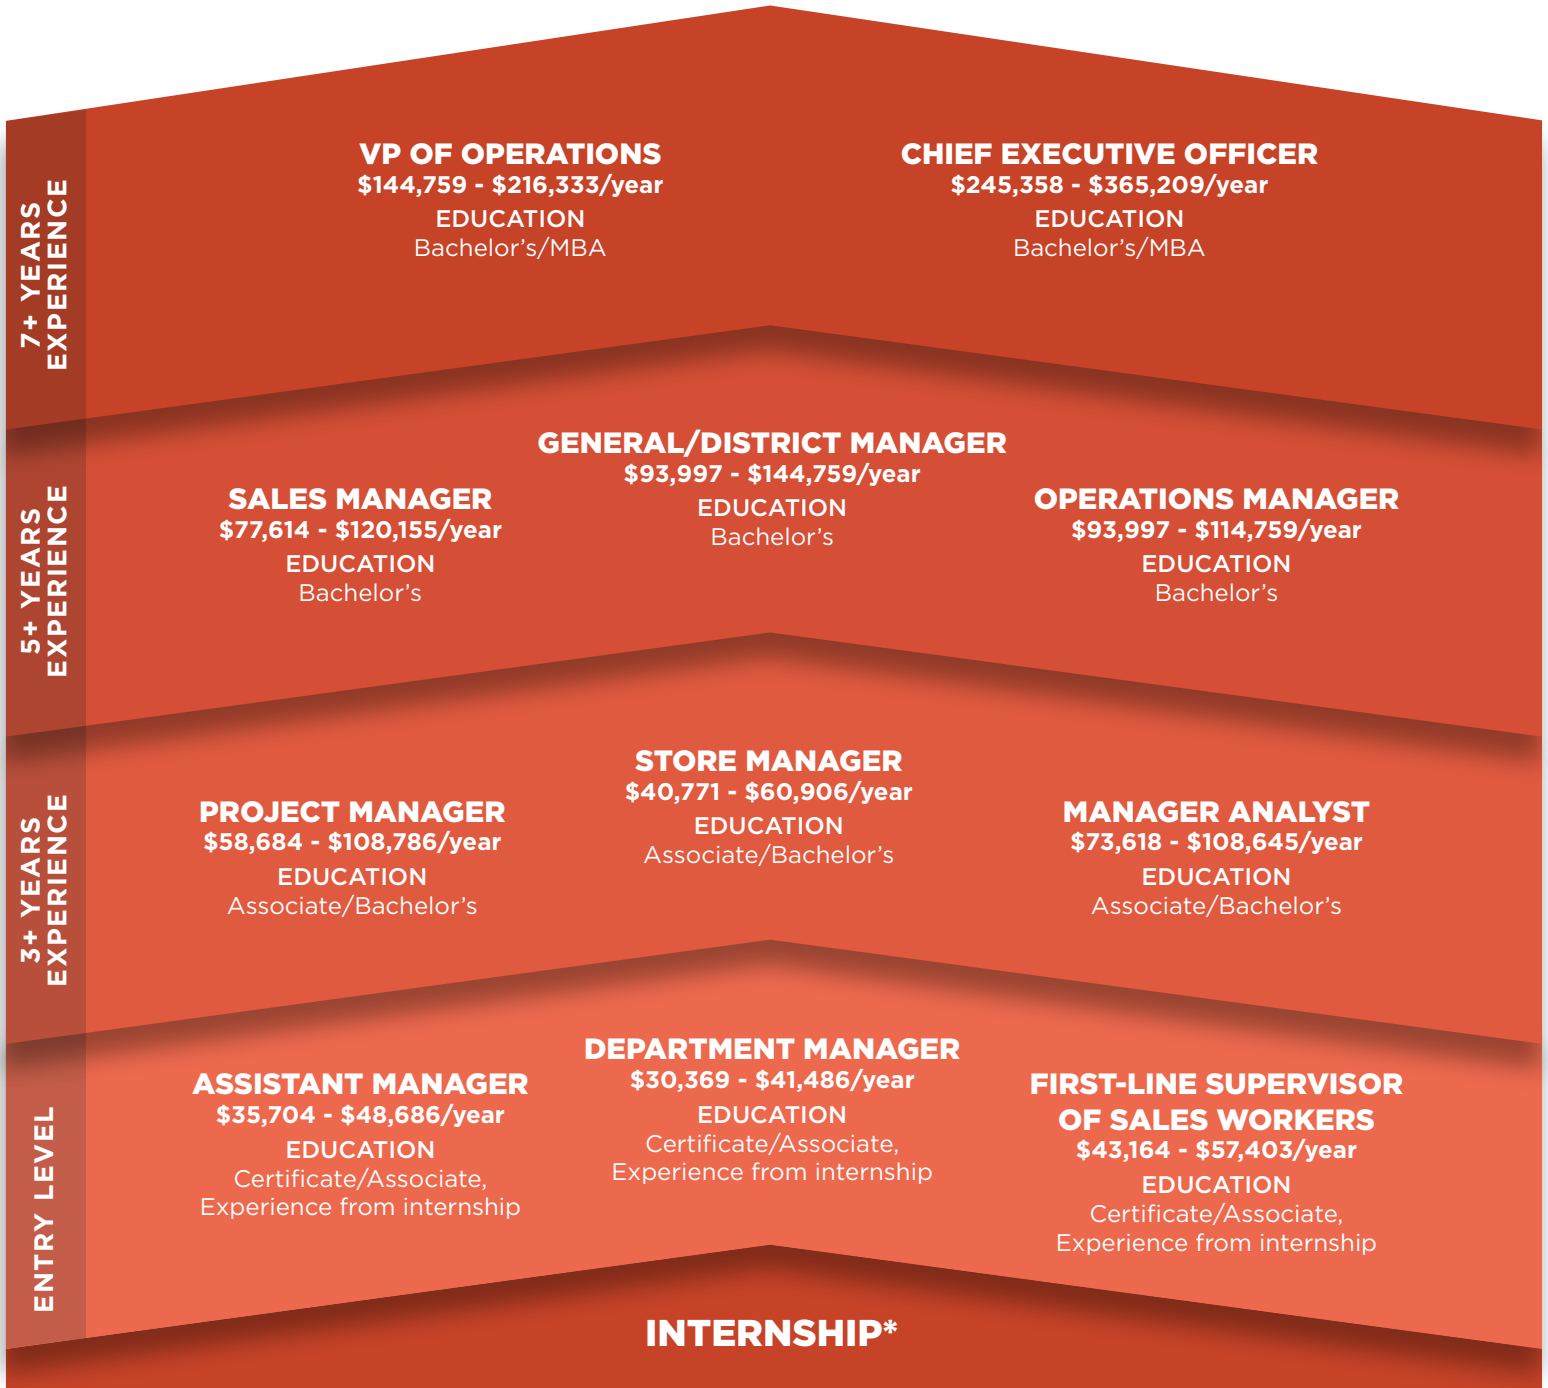 7+ YEARS
EXPERIENCE
VP OF OPERATIONS
$144,759 - $216,333/year
EDUCATION
Bachelor’s/MBA
CHIEF EXECUTIVE OFFICER
$245,358 - $365,209/year
EDUCATION
Bachelor’s/MBA
5+ YEARS
EXPERIENCE
SALES MANAGER
$77,614 - $120,155/year
EDUCATION
Bachelor’s
GENERAL/DISTRICT MANAGER
$93,997 - $144,759/year
EDUCATION
Bachelor’s
OPERATIONS MANAGER
$93,997 - $114,759/year
EDUCATION
Bachelor’s
3+ YEARS
EXPERIENCE
PROJECT MANAGER
$58,684 - $108,786/year
EDUCATION
Associate/Bachelor’s
STORE MANAGER
$40,771 - $60,906/year
EDUCATION
Associate/Bachelor’s
MANAGER ANALYST
$73,618 - $108,645/year
EDUCATION
Associate/Bachelor’s
ENTRY LEVEL
ASSISTANT MANAGER
$35,704 - $48,686/year
EDUCATION
Certificate/Associate,
Experience from internship
DEPARTMENT MANAGER
$30,369 - $41,486/year
EDUCATION
Certificate/Associate,
Experience from internship
FIRST-LINE SUPERVISOR
OF SALES WORKERS
$43,164 - $57,403/year
EDUCATION
Certificate/Associate,
Experience from internship
INTERNSHIP*